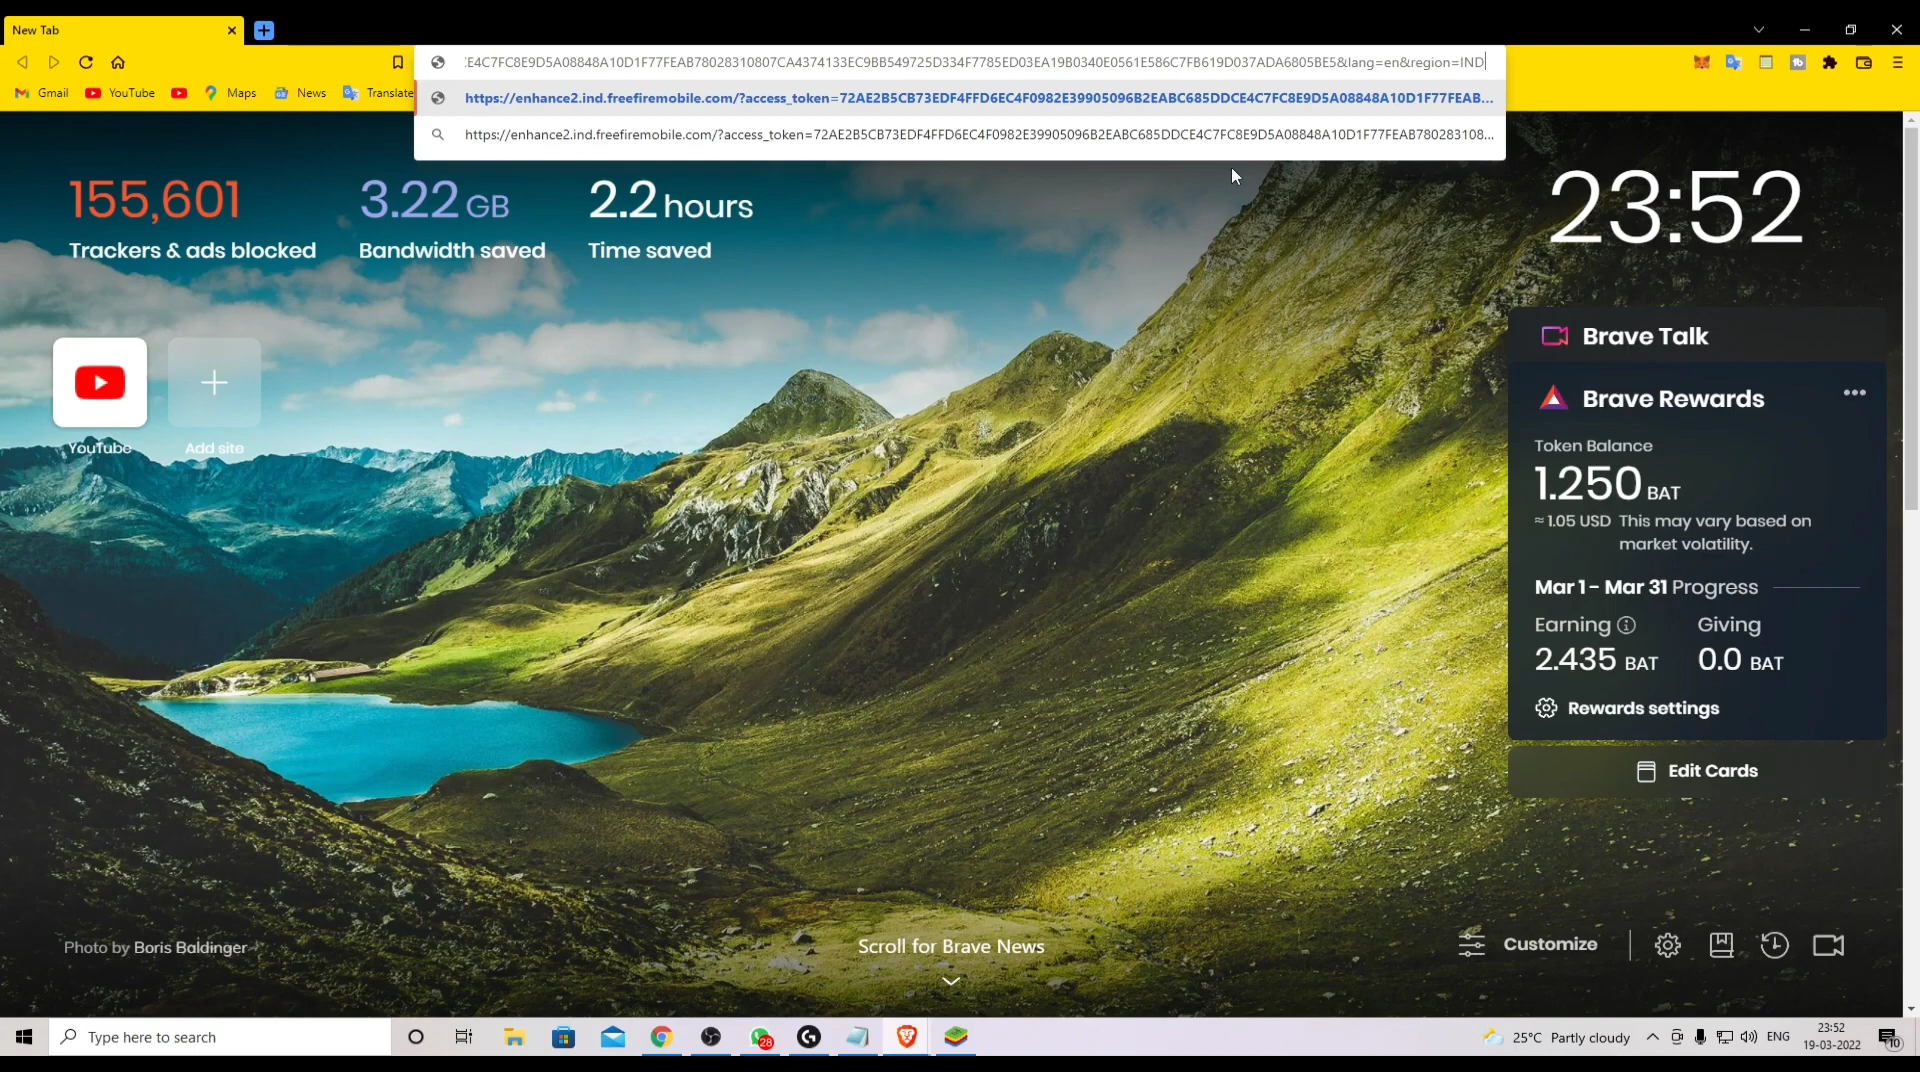 New Tab
E4C7FC8E9D5A08848A10D1F77FEAB78028310807CA4374133EC9BB549725D334F7785ED03EA19B0340E0561E586C7FB619D037ADA6805BE5&lang=en&region=IND
Gmail YouTube Maps News Translate
https://enhance2.ind.freefiremobile.com/?access_token=72AE2B5CB73EDF4FFD6EC4F0982E39905096B2EABC685DDCE4C7FC8E9D5A08848A10D1F77FEAB...
https://enhance2.ind.freefiremobile.com/?access_token=72AE2B5CB73EDF4FFD6EC4F0982E39905096B2EABC685DDCE4C7FC8E9D5A08848A10D1F77FEAB780283108...
155,601
Trackers & ads blocked
3.22 GB
Bandwidth saved
2.2 hours
Time saved
23:52
YouTube
Add site
Brave Talk
Brave Rewards
Token Balance
1.250 BAT
≈ 1.05 USD This may vary based on
market volatility.
Mar 1 - Mar 31 Progress
Earning Giving
2.435 BAT 0.0 BAT
Rewards settings
Edit Cards
Photo by Boris Baldinger
Scroll for Brave News
Customize
Type here to search
28
25°C Partly cloudy
ENG
23:52
19-03-2022
10